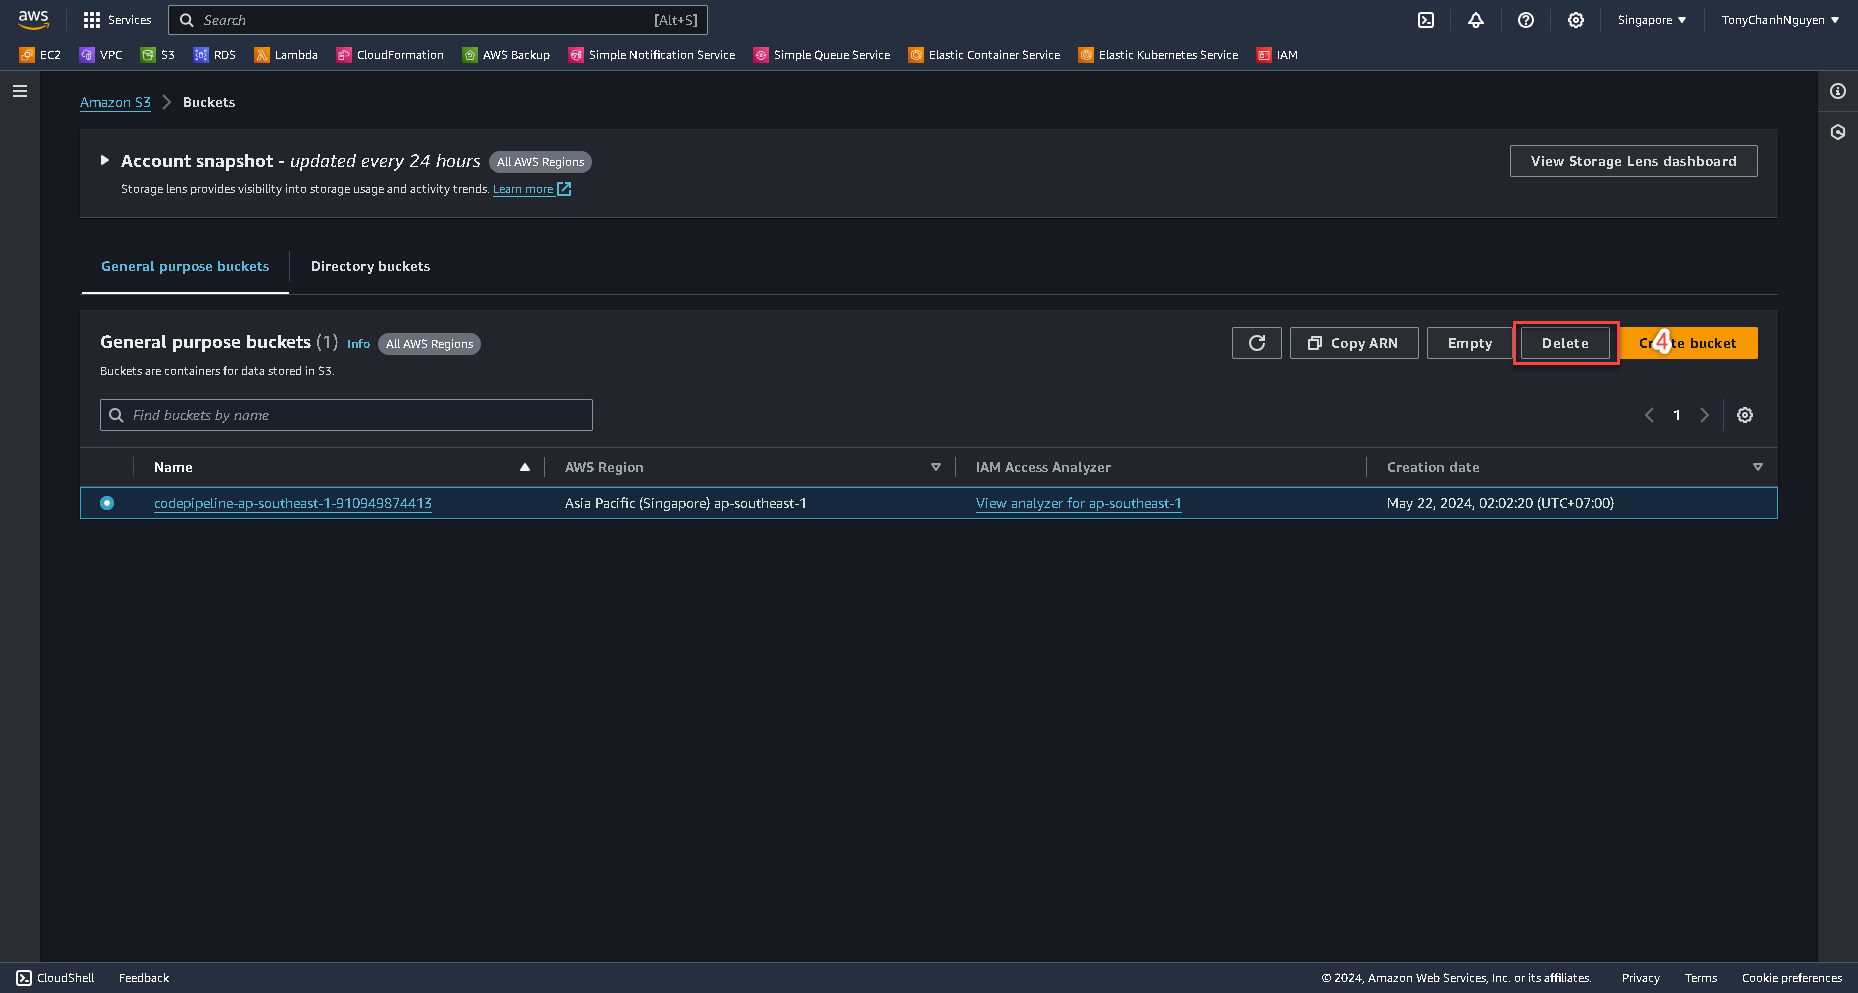 aws Services Search [Alt+S] Singapore TonyChanhNguyen
EC2 VPC S3 RDS Lambda CloudFormation AWS Backup Simple Notification Service Simple Queue Service Elastic Container Service Elastic Kubernetes Service IAM
Amazon S3 Buckets
Account snapshot - updated every 24 hours All AWS Regions View Storage Lens dashboard
Storage lens provides visibility into storage usage and activity trends. Learn more
General purpose buckets Directory buckets
General purpose buckets (1) Info All AWS Regions Copy ARN Empty Delete Create bucket 4
Buckets are containers for data stored in S3.
Find buckets by name 1
Name AWS Region IAM Access Analyzer Creation date
codepipeline-ap-southeast-1-910949874413 Asia Pacific (Singapore) ap-southeast-1 View analyzer for ap-southeast-1 May 22, 2024, 02:02:20 (UTC+07:00)
CloudShell Feedback © 2024, Amazon Web Services, Inc. or its affiliates. Privacy Terms Cookie preferences